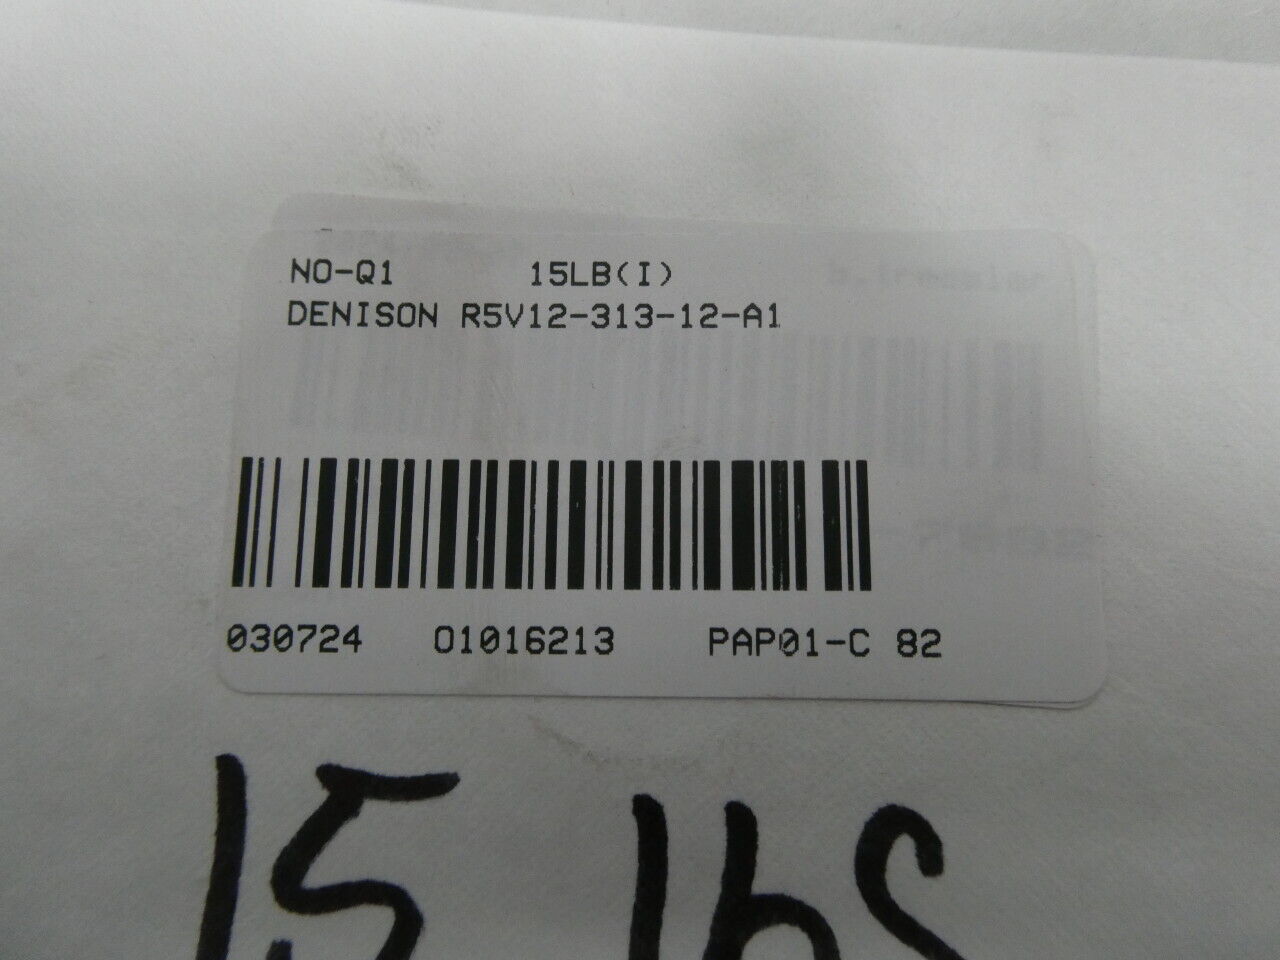 NO-Q1 15LB(I)
DENISON R5V12-313-12-A1
030724 01016213 PAP01-C 82
15 lbs